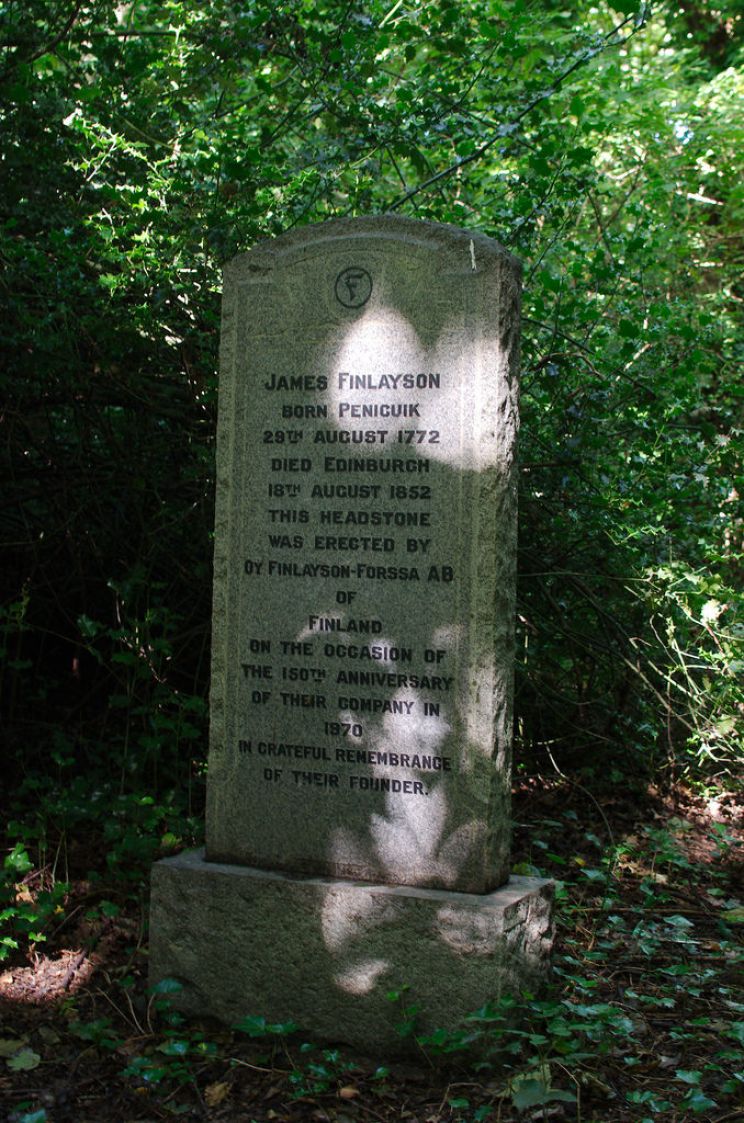 F
JAMES FINLAYSON
BORN PENICUIK
29TH AUGUST 1772
DIED EDINBURGH
18TH AUGUST 1852
THIS HEADSTONE
WAS ERECTED BY
OY FINLAYSON-FORSSA AB
OF
FINLAND
ON THE OCCASION OF
THE 150TH ANNIVERSARY
OF THEIR COMPANY IN
1970
IN GRATEFUL REMEMBRANCE
OF THEIR FOUNDER.